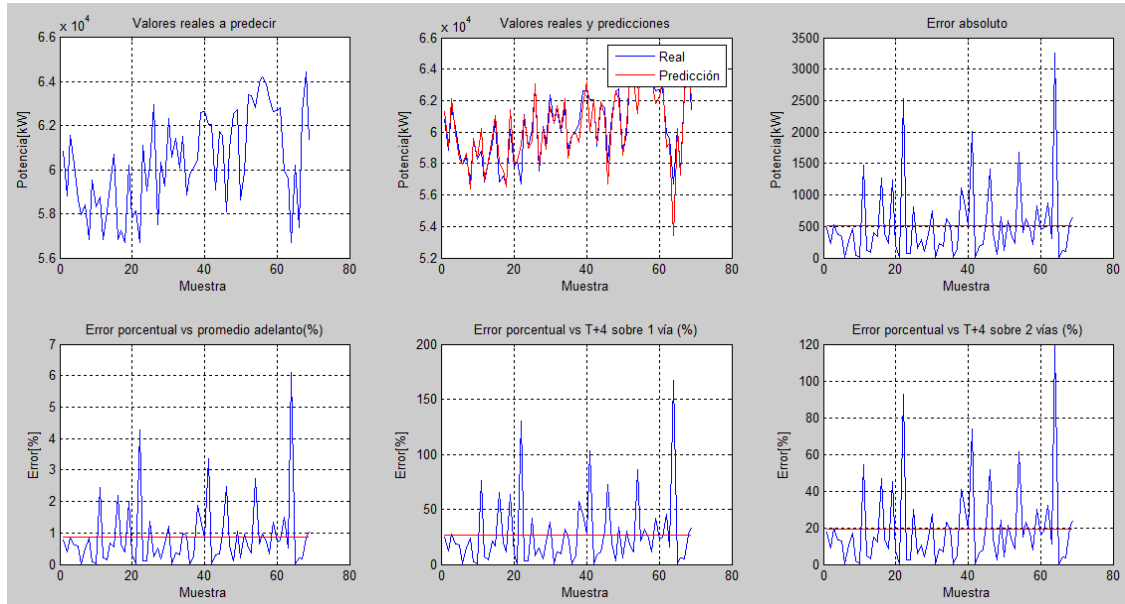 Valores reales a predecir
x 10^4
Potencia[kW]
6.6
6.4
6.2
6
5.8
5.6
0 20 40 60 80
Muestra
Valores reales y predicciones
x 10^4
Potencia[kW]
6.6
6.4
6.2
6
5.8
5.6
5.4
5.2
Real
Predicción
0 20 40 60 80
Muestra
Error absoluto
Potencia[kW]
3500
3000
2500
2000
1500
1000
500
0
0 20 40 60 80
Muestra
Error porcentual vs promedio adelanto(%)
Error[%]
7
6
5
4
3
2
1
0
0 20 40 60 80
Muestra
Error porcentual vs T+4 sobre 1 vía (%)
Error[%]
200
150
100
50
0
0 20 40 60 80
Muestra
Error porcentual vs T+4 sobre 2 vías (%)
Error[%]
120
100
80
60
40
20
0
0 20 40 60 80
Muestra